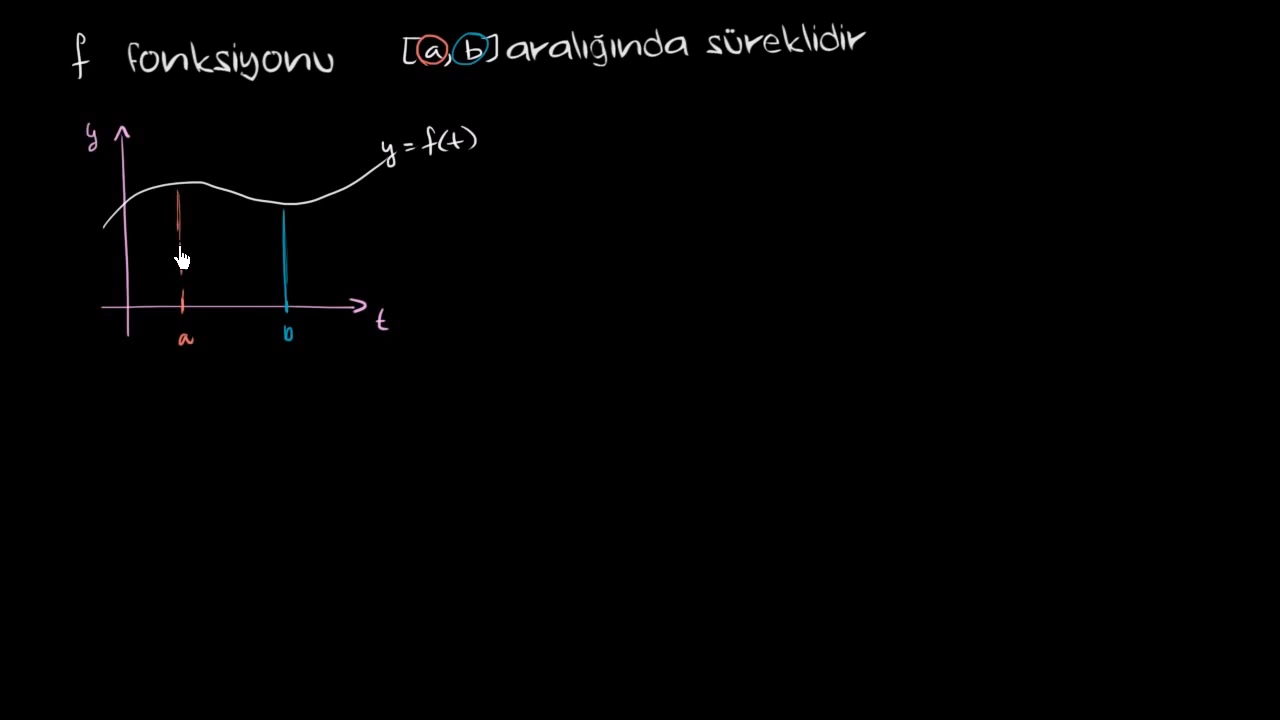 f fonksiyonu [a,b] aralığında süreklidir
y
y = f(t)
t
a b